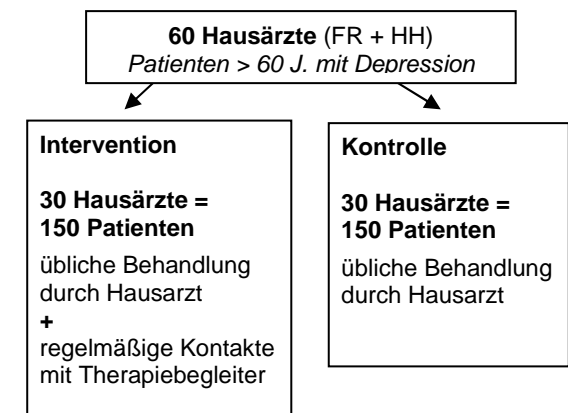 60 Hausärzte (FR + HH)
Patienten > 60 J. mit Depression
Intervention
30 Hausärzte =
150 Patienten
übliche Behandlung
durch Hausarzt
+
regelmäßige Kontakte
mit Therapiebegleiter
Kontrolle
30 Hausärzte =
150 Patienten
übliche Behandlung
durch Hausarzt